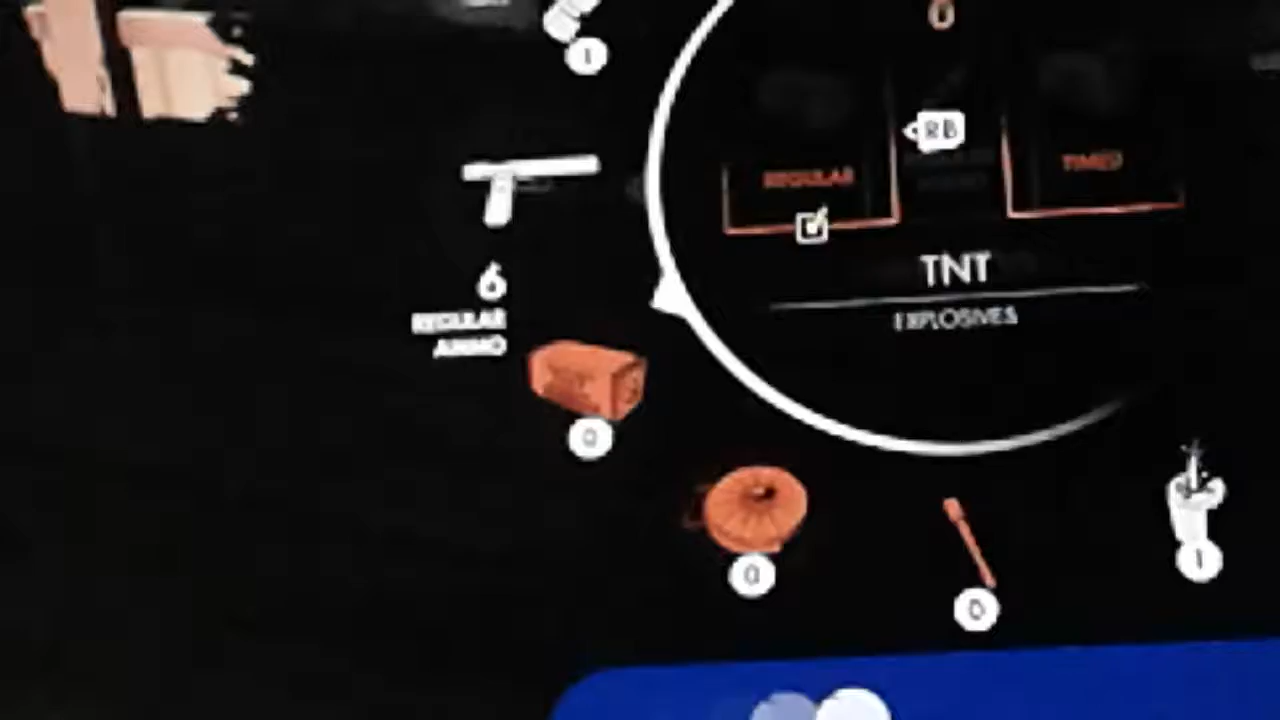 1
0
RB
REGULAR
TIMED
TNT
EXPLOSIVES
6
REGULAR
AMMO
0
0
0
1